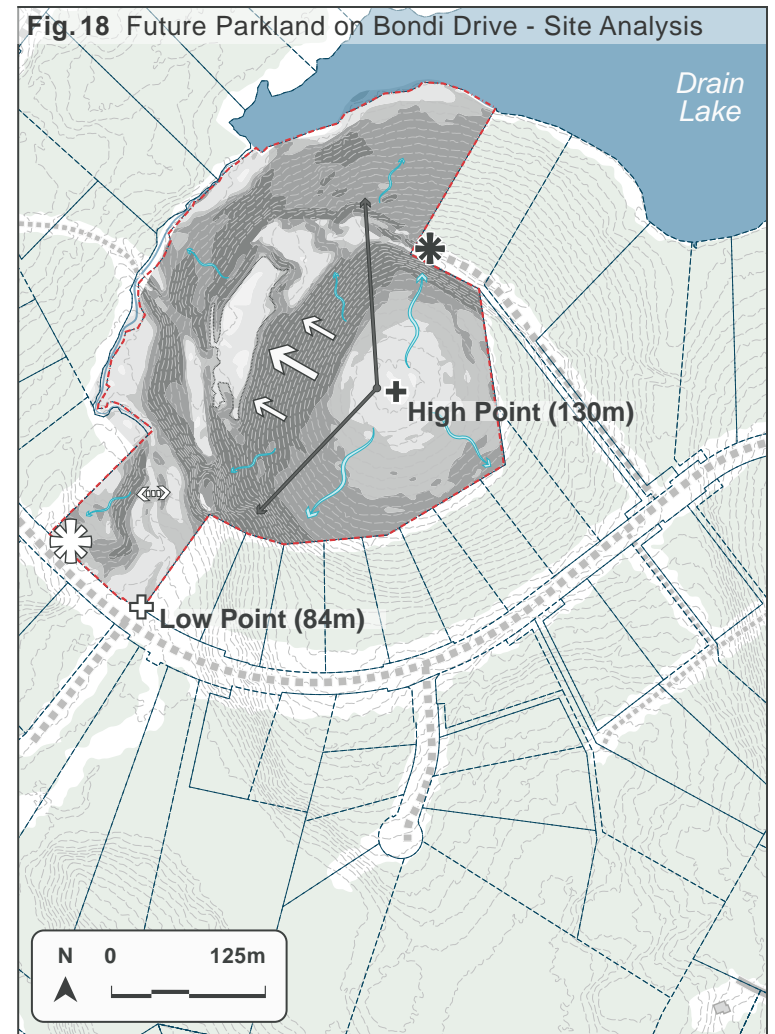 Fig.18 Future Parkland on Bondi Drive - Site Analysis
Drain
Lake
High Point (130m)
Low Point (84m)
N 0 125m